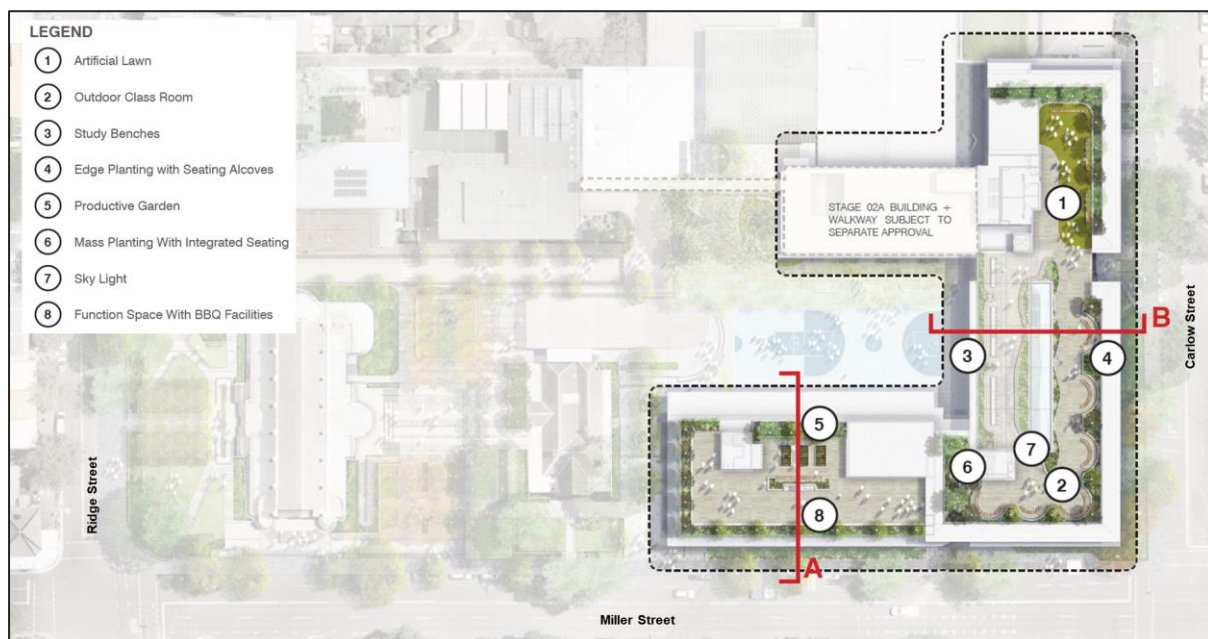 LEGEND
1 Artificial Lawn
2 Outdoor Class Room
3 Study Benches
4 Edge Planting with Seating Alcoves
5 Productive Garden
6 Mass Planting With Integrated Seating
7 Sky Light
8 Function Space With BBQ Facilities
STAGE 02A BUILDING +
WALKWAY SUBJECT TO
SEPARATE APPROVAL
1
B
3
4
5
7
6
2
8
A
Ridge Street
Carlow Street
Miller Street